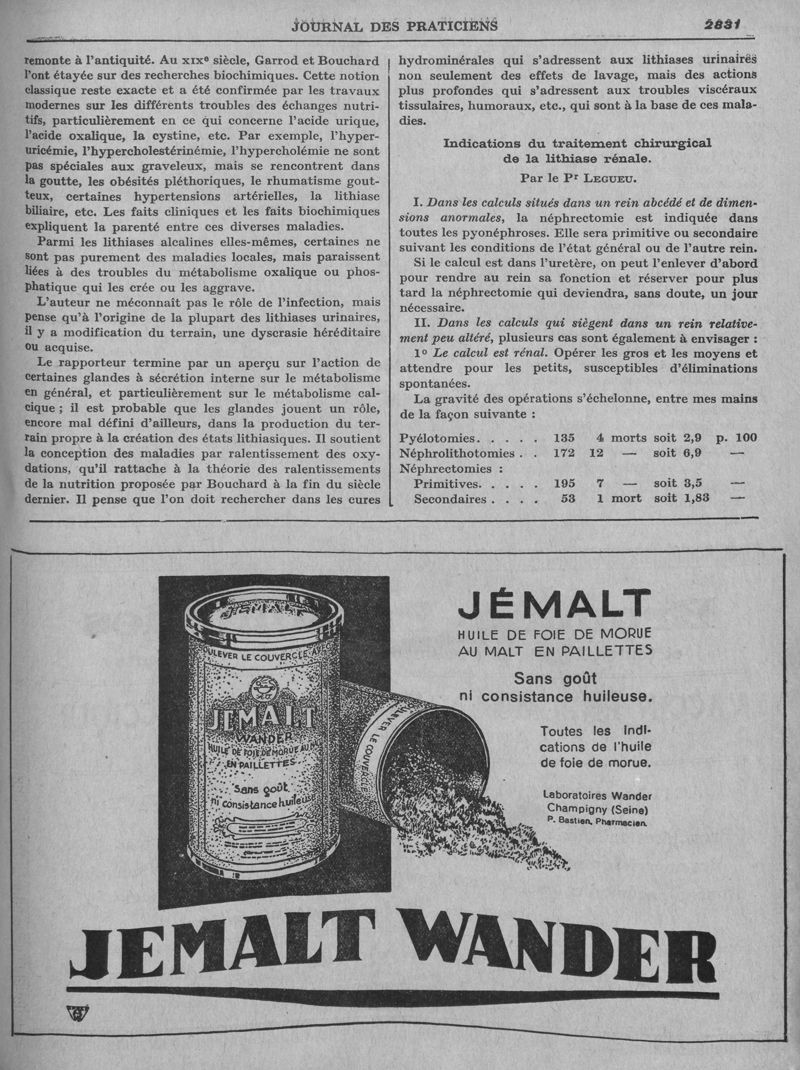 JOURNAL DES PRATICIENS
2831
remonte à l'antiquité. Au XIXe siècle, Garrod et Bouchard
l'ont étayée sur des recherches biochimiques. Cette notion
classique reste exacte et a été confirmée par les travaux
modernes sur les différents troubles des échanges nutri-
tifs, particulièrement en ce qui concerne l'acide urique,
l'acide oxalique, la cystine, etc. Par exemple, l'hyper-
uricémie, l'hypercholestérinémie, l'hypercholémie ne sont
pas spéciales aux graveleux, mais se rencontrent dans
la goutte, les obésités pléthoriques, le rhumatisme gout-
teux, certaines hypertensions artérielles, la lithiase
biliaire, etc. Les faits cliniques et les faits biochimiques
expliquent la parenté entre ces diverses maladies.
Parmi les lithiases alcalines elles-mêmes, certaines ne
sont pas purement des maladies locales, mais paraissent
liées à des troubles du métabolisme oxalique ou phos-
phatique qui les crée ou les aggrave.
L'auteur ne méconnaît pas le rôle de l'infection, mais
pense qu'à l'origine de la plupart des lithiases urinaires,
il y a modification du terrain, une dyscrasie héréditaire
ou acquise.
Le rapporteur termine par un aperçu sur l'action de
certaines glandes à sécrétion interne sur le métabolisme
en général, et particulièrement sur le métabolisme cal-
cique ; il est probable que les glandes jouent un rôle,
encore mal défini d'ailleurs, dans la production du ter-
rain propre à la création des états lithiasiques. Il soutient
la conception des maladies par ralentissement des oxy-
dations, qu'il rattache à la théorie des ralentissements
de la nutrition proposée par Bouchard à la fin du siècle
dernier. Il pense que l'on doit rechercher dans les cures
hydrominérales qui s'adressent aux lithiases urinaires
non seulement des effets de lavage, mais des actions
plus profondes qui s'adressent aux troubles viscéraux
tissulaires, humoraux, etc., qui sont à la base de ces mala-
dies.
Indications du traitement chirurgical
de la lithiase rénale.
Par le Pr LEGUEU.
I. Dans les calculs situés dans un rein abcédé et de dimen-
sions anormales, la néphrectomie est indiquée dans
toutes les pyonéphroses. Elle sera primitive ou secondaire
suivant les conditions de l'état général ou de l'autre rein.
Si le calcul est dans l'uretère, on peut l'enlever d'abord
pour rendre au rein sa fonction et réserver pour plus
tard la néphrectomie qui deviendra, sans doute, un jour
nécessaire.
II. Dans les calculs qui siègent dans un rein relative-
ment peu altéré, plusieurs cas sont également à envisager :
1o Le calcul est rénal. Opérer les gros et les moyens et
attendre pour les petits, susceptibles d'éliminations
spontanées.
La gravité des opérations s'échelonne, entre mes mains
de la façon suivante :
Pyélotomies. . . . . 135 4 morts soit 2,9 p. 100
Néphrolithotomies . . 172 12 — soit 6,9 —
Néphrectomies :
Primitives. . . . . 195 7 — soit 3,5 —
Secondaires . . . . 53 1 mort soit 1,83 —
JEMALT
SOULEVER LE COUVERCLE AV
JEMALT
WANDER
HUILE DE FOIE DE MORUE AU M
EN PAILLETTES
Sans goût
ni consistance huileuse
LE COUVERCLE
JÉMALT
HUILE DE FOIE DE MORUE
AU MALT EN PAILLETTES
Sans goût
ni consistance huileuse.
Toutes les indi-
cations de l'huile
de foie de morue.
Laboratoires Wander
Champigny (Seine)
P. Bastien, Pharmacien.
JEMALT WANDER